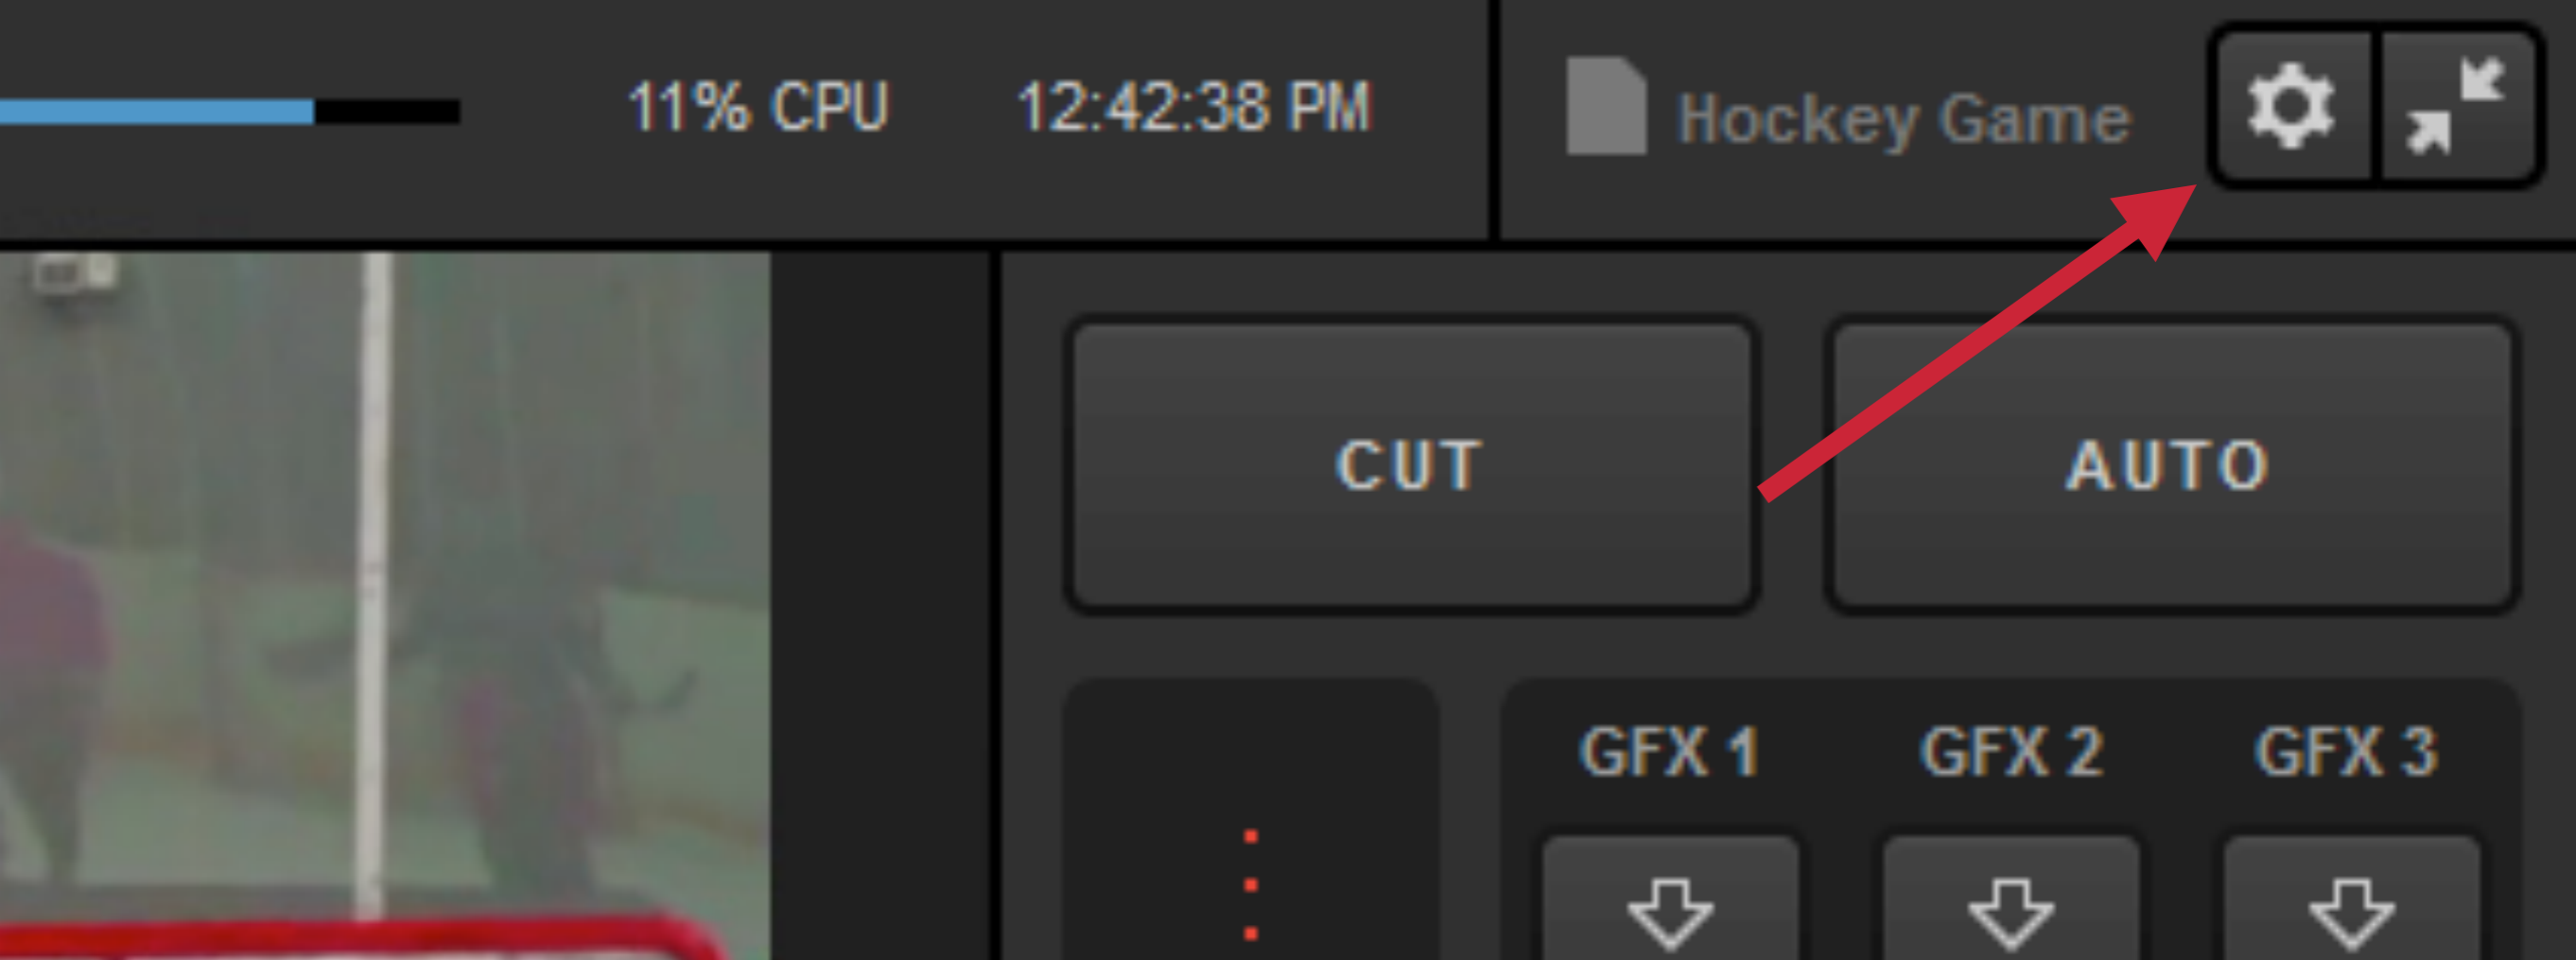 11% CPU 12:42:38 PM Hockey Game
CUT AUTO
GFX 1 GFX 2 GFX 3